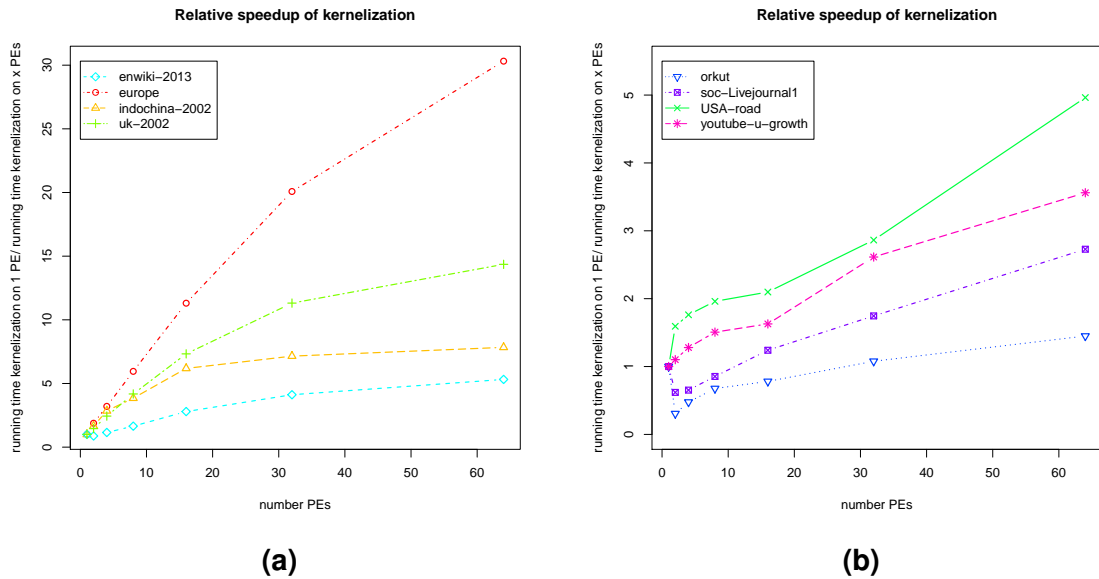 Relative speedup of kernelization
running time kernelization on 1 PE/ running time kernelization on x PEs
30
25
20
15
10
5
0
enwiki−2013
europe
indochina−2002
uk−2002
0 10 20 30 40 50 60
number PEs
(a)
Relative speedup of kernelization
running time kernelization on 1 PE/ running time kernelization on x PEs
5
4
3
2
1
0
orkut
soc−Livejournal1
USA−road
youtube−u−growth
0 10 20 30 40 50 60
number PEs
(b)